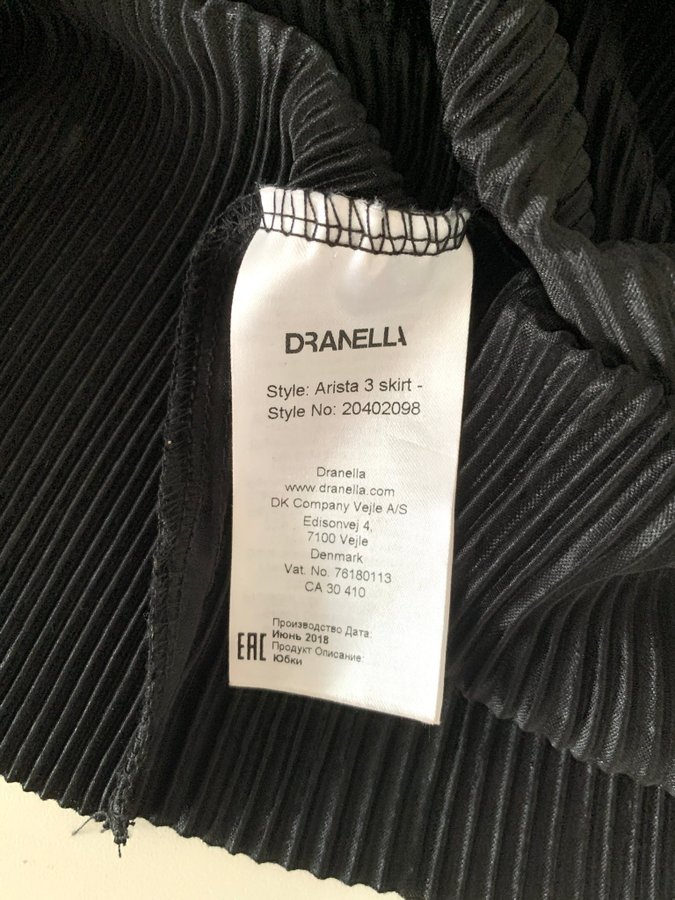 DRANELLA
Style: Arista 3 skirt -
Style No: 20402098
Dranella
www.dranella.com
DK Company Vejle A/S
Edisonvej 4,
7100 Vejle
Denmark
Vat. No. 76180113
CA 30 410
Производство Дата:
Июнь 2018
EAC Продукт Описание:
Юбки